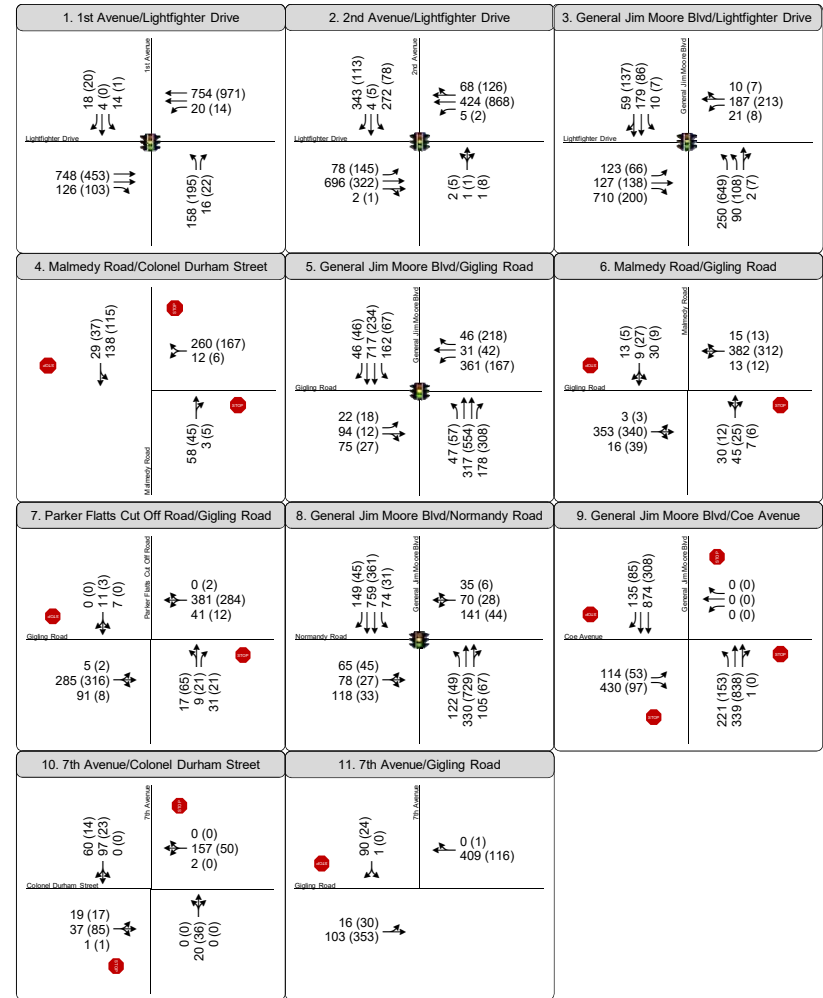 1. 1st Avenue/Lightfighter Drive
1st Avenue
18 (20)
4 (0)
14 (1)
754 (971)
20 (14)
Lightfighter Drive
748 (453)
126 (103)
158 (195)
16 (22)
2. 2nd Avenue/Lightfighter Drive
2nd Avenue
343 (113)
4 (5)
272 (78)
68 (126)
424 (868)
5 (2)
Lightfighter Drive
78 (145)
696 (322)
2 (1)
2 (5)
1 (1)
1 (8)
3. General Jim Moore Blvd/Lightfighter Drive
General Jim Moore Blvd
59 (137)
179 (86)
10 (7)
10 (7)
187 (213)
21 (8)
Lightfighter Drive
123 (66)
127 (138)
710 (200)
250 (649)
90 (108)
2 (7)
4. Malmedy Road/Colonel Durham Street
STOP
STOP
29 (37)
138 (115)
260 (167)
12 (6)
STOP
Malmedy Road
58 (45)
3 (5)
5. General Jim Moore Blvd/Gigling Road
General Jim Moore Blvd
46 (46)
717 (234)
162 (67)
46 (218)
31 (42)
361 (167)
Gigling Road
22 (18)
94 (12)
75 (27)
47 (57)
317 (554)
178 (308)
6. Malmedy Road/Gigling Road
Malmedy Road
STOP
13 (5)
9 (27)
30 (9)
15 (13)
382 (312)
13 (12)
Gigling Road
STOP
3 (3)
353 (340)
16 (39)
30 (12)
45 (25)
7 (6)
7. Parker Flatts Cut Off Road/Gigling Road
Parker Flatts Cut Off Road
STOP
0 (0)
11 (3)
7 (0)
0 (2)
381 (284)
41 (12)
Gigling Road
STOP
5 (2)
285 (316)
91 (8)
17 (65)
9 (21)
31 (21)
8. General Jim Moore Blvd/Normandy Road
General Jim Moore Blvd
149 (45)
759 (361)
74 (31)
35 (6)
70 (28)
141 (44)
Normandy Road
65 (45)
78 (27)
118 (33)
122 (49)
330 (729)
105 (67)
9. General Jim Moore Blvd/Coe Avenue
General Jim Moore Blvd
STOP
STOP
135 (85)
874 (308)
0 (0)
0 (0)
0 (0)
Coe Avenue
STOP
114 (53)
430 (97)
STOP
221 (153)
339 (838)
1 (0)
10. 7th Avenue/Colonel Durham Street
7th Avenue
STOP
60 (14)
97 (23)
0 (0)
0 (0)
157 (50)
2 (0)
Colonel Durham Street
19 (17)
37 (85)
1 (1)
STOP
0 (0)
20 (36)
0 (0)
11. 7th Avenue/Gigling Road
7th Avenue
STOP
90 (24)
1 (0)
0 (1)
409 (116)
Gigling Road
16 (30)
103 (353)